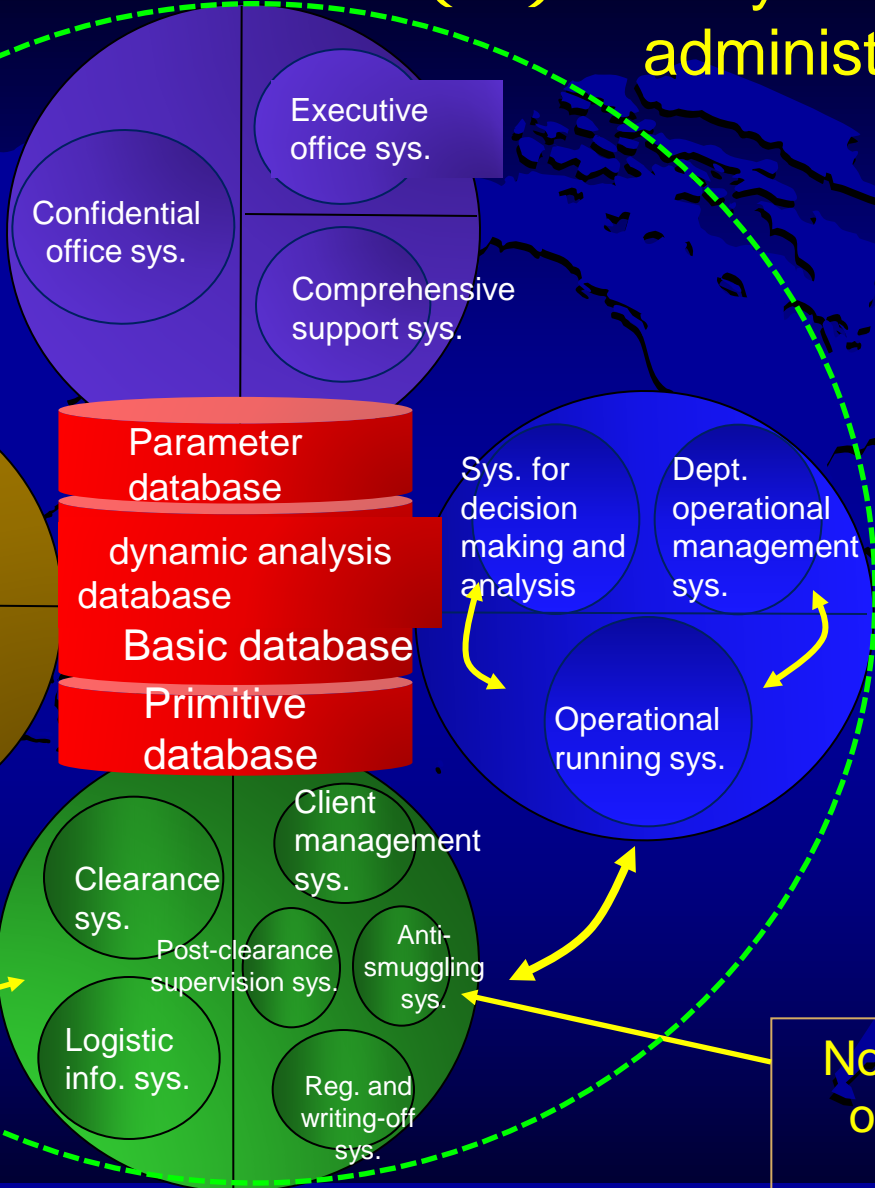 administ
Executive
office sys.
Confidential
office sys.
Comprehensive
support sys.
Parameter
database
dynamic analysis
database
Basic database
Primitive
database
Sys. for
decision
making and
analysis
Dept.
operational
management
sys.
Operational
running sys.
Client
management
sys.
Clearance
sys.
Post-clearance
supervision sys.
Anti-
smuggling
sys.
Logistic
info. sys.
Reg. and
writing-off
sys.
No
o